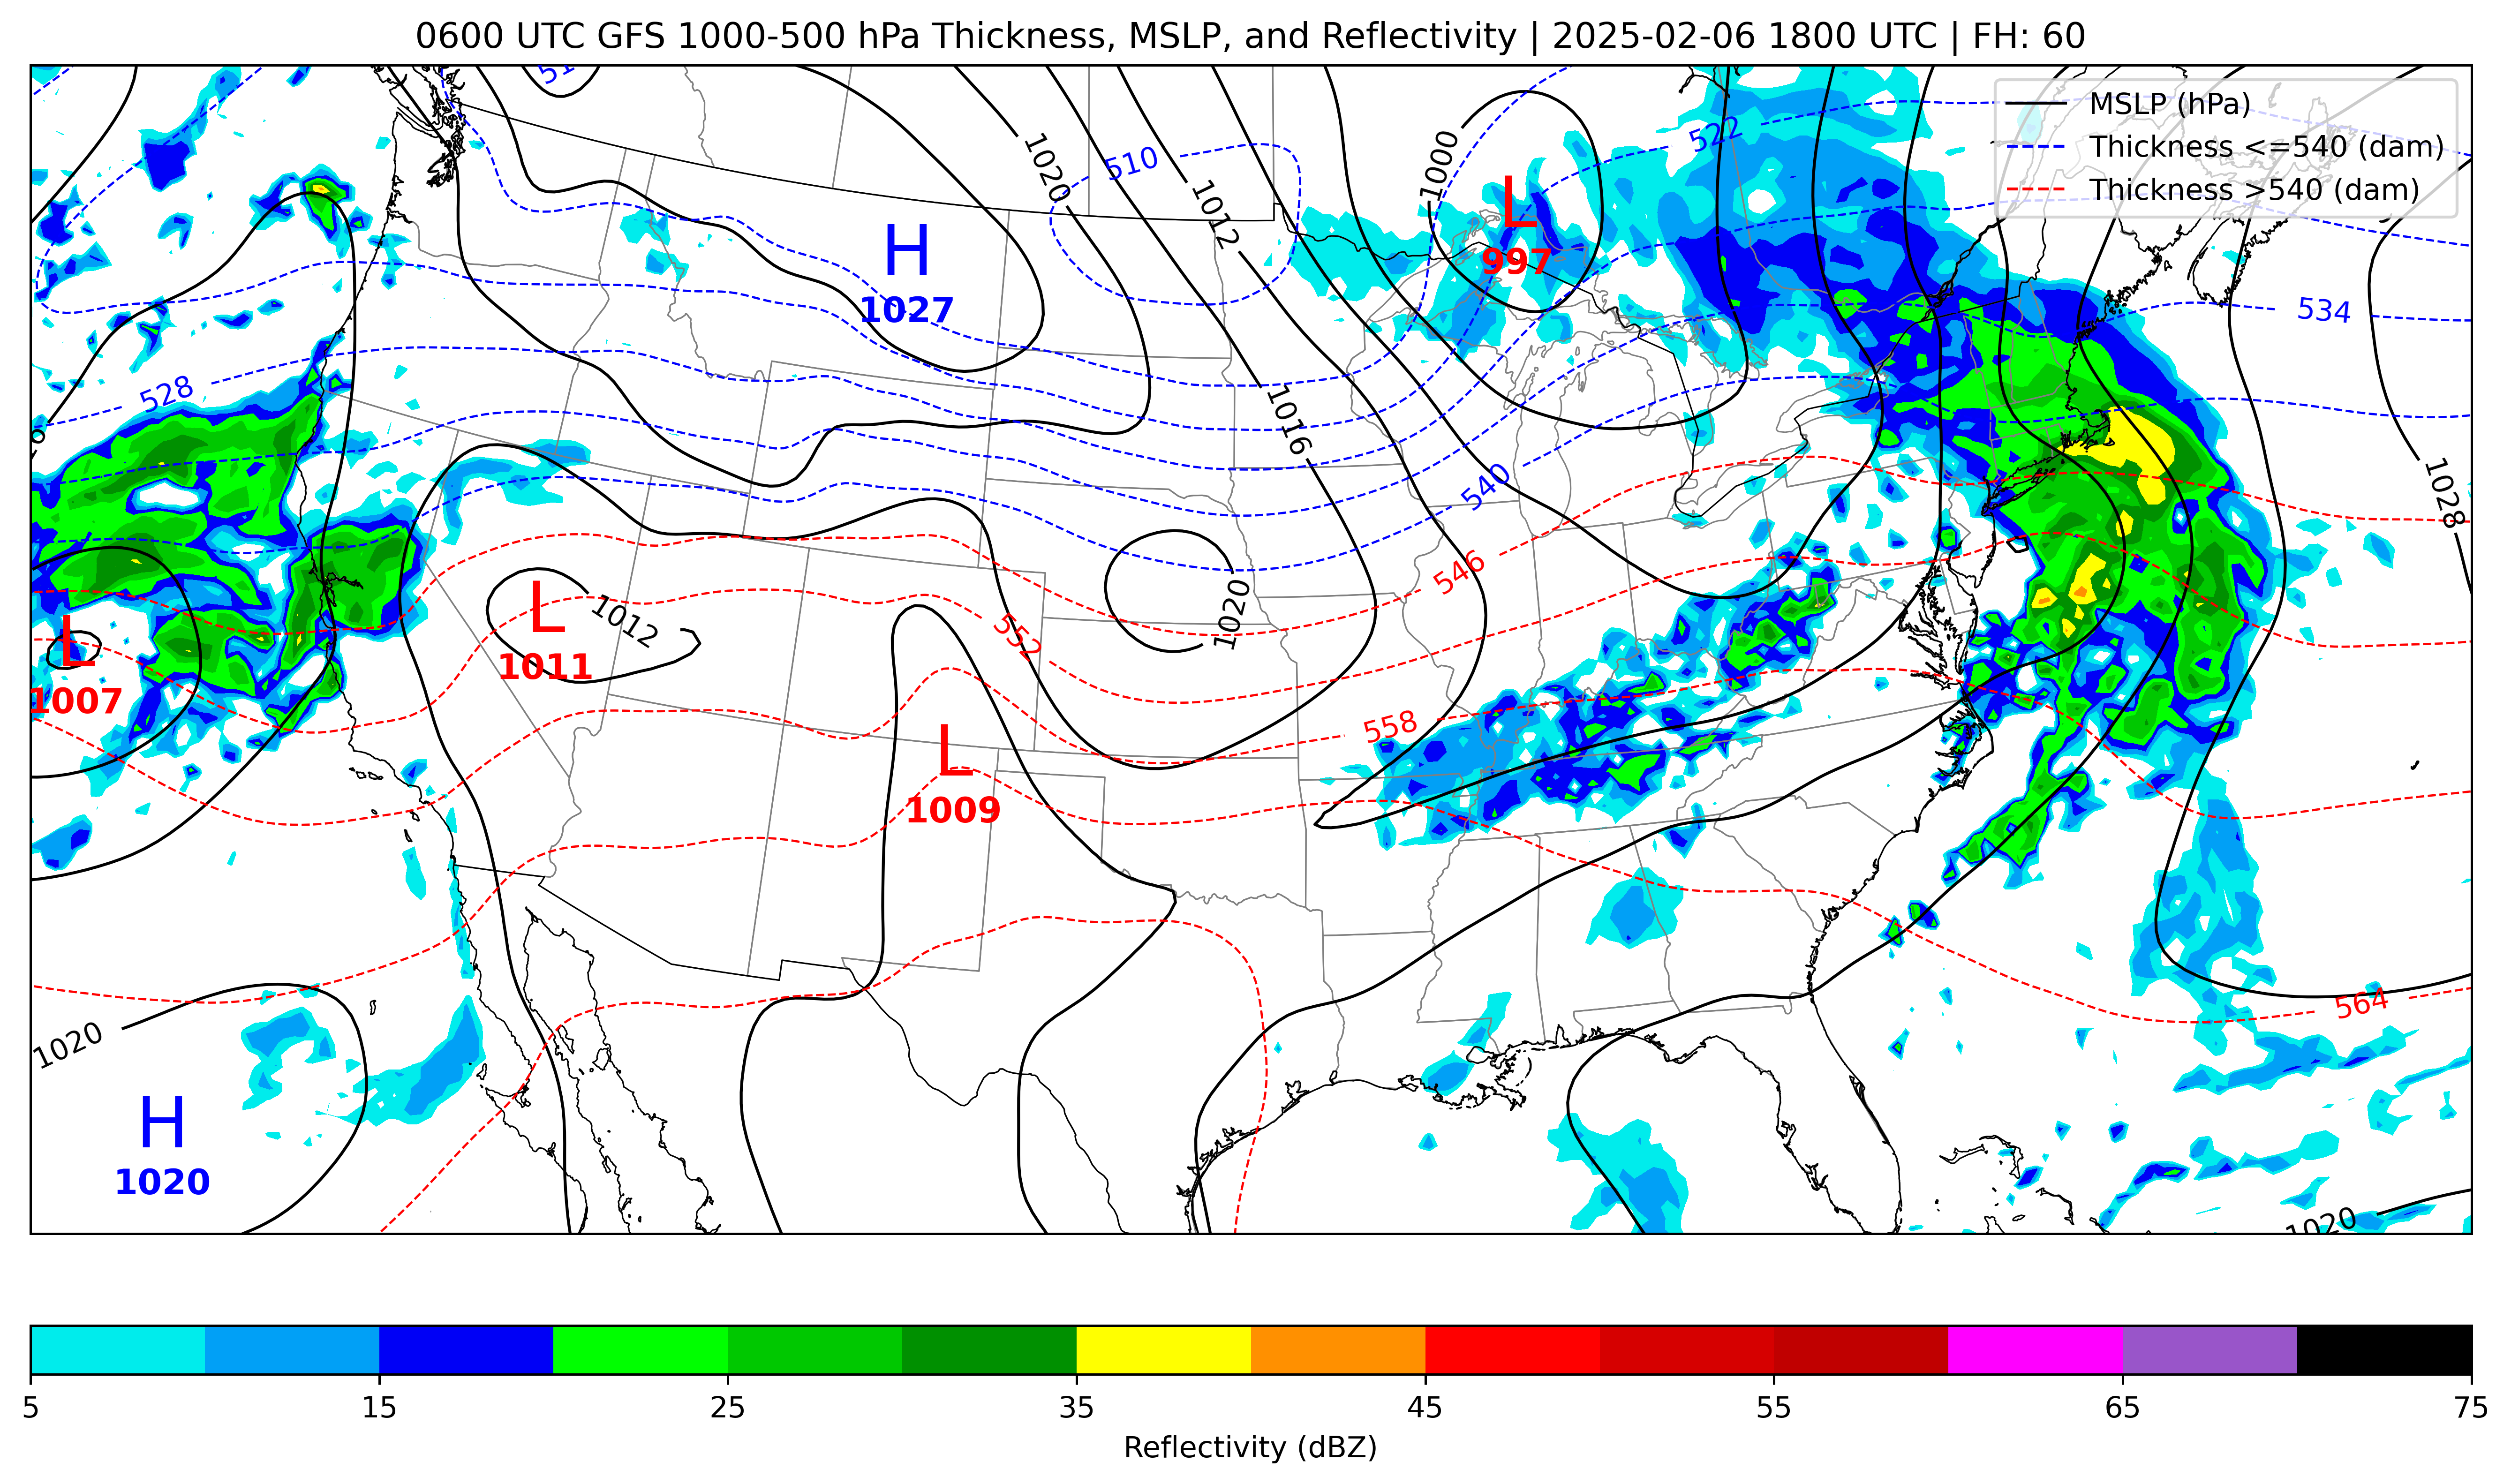 0600 UTC GFS 1000-500 hPa Thickness, MSLP, and Reflectivity | 2025-02-06 1800 UTC | FH: 60
MSLP (hPa)
Thickness <=540 (dam)
Thickness >540 (dam)
1020
510
1012
1000
522
L
997
H
1027
534
528
1016
540
1028
546
1020
L
1012
1011
552
L
1007
558
L
1009
564
1020
H
1020
1020
5
15
25
35
45
55
65
75
Reflectivity (dBZ)